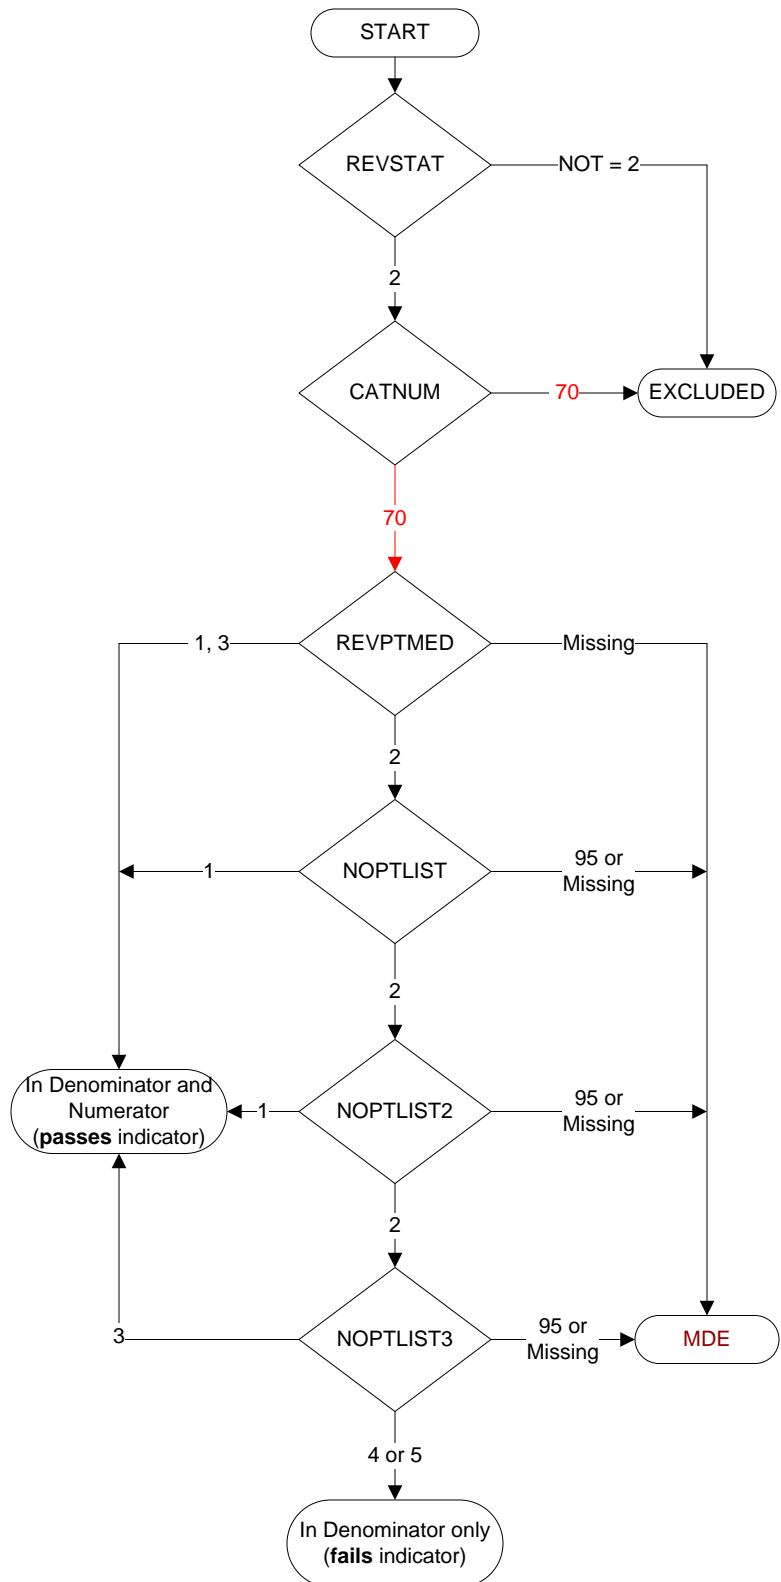 START
REVSTAT
NOT = 2
2
CATNUM
70
EXCLUDED
70
REVPTMED
1, 3
Missing
2
NOPTLIST
1
95 or
Missing
2
In Denominator and
Numerator
(passes indicator)
1
NOPTLIST2
95 or
Missing
2
NOPTLIST3
3
95 or
Missing
MDE
4 or 5
In Denominator only
(fails indicator)